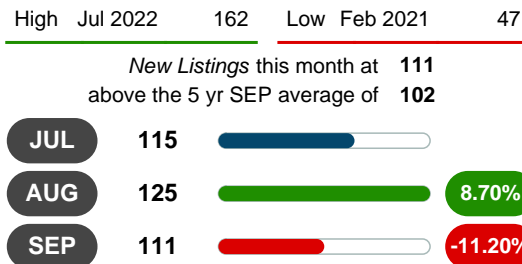 High Jul 2022 162 Low Feb 2021 47
New Listings this month at 111
above the 5 yr SEP average of 102
JUL 115
AUG 125 8.70%
SEP 111 -11.20%